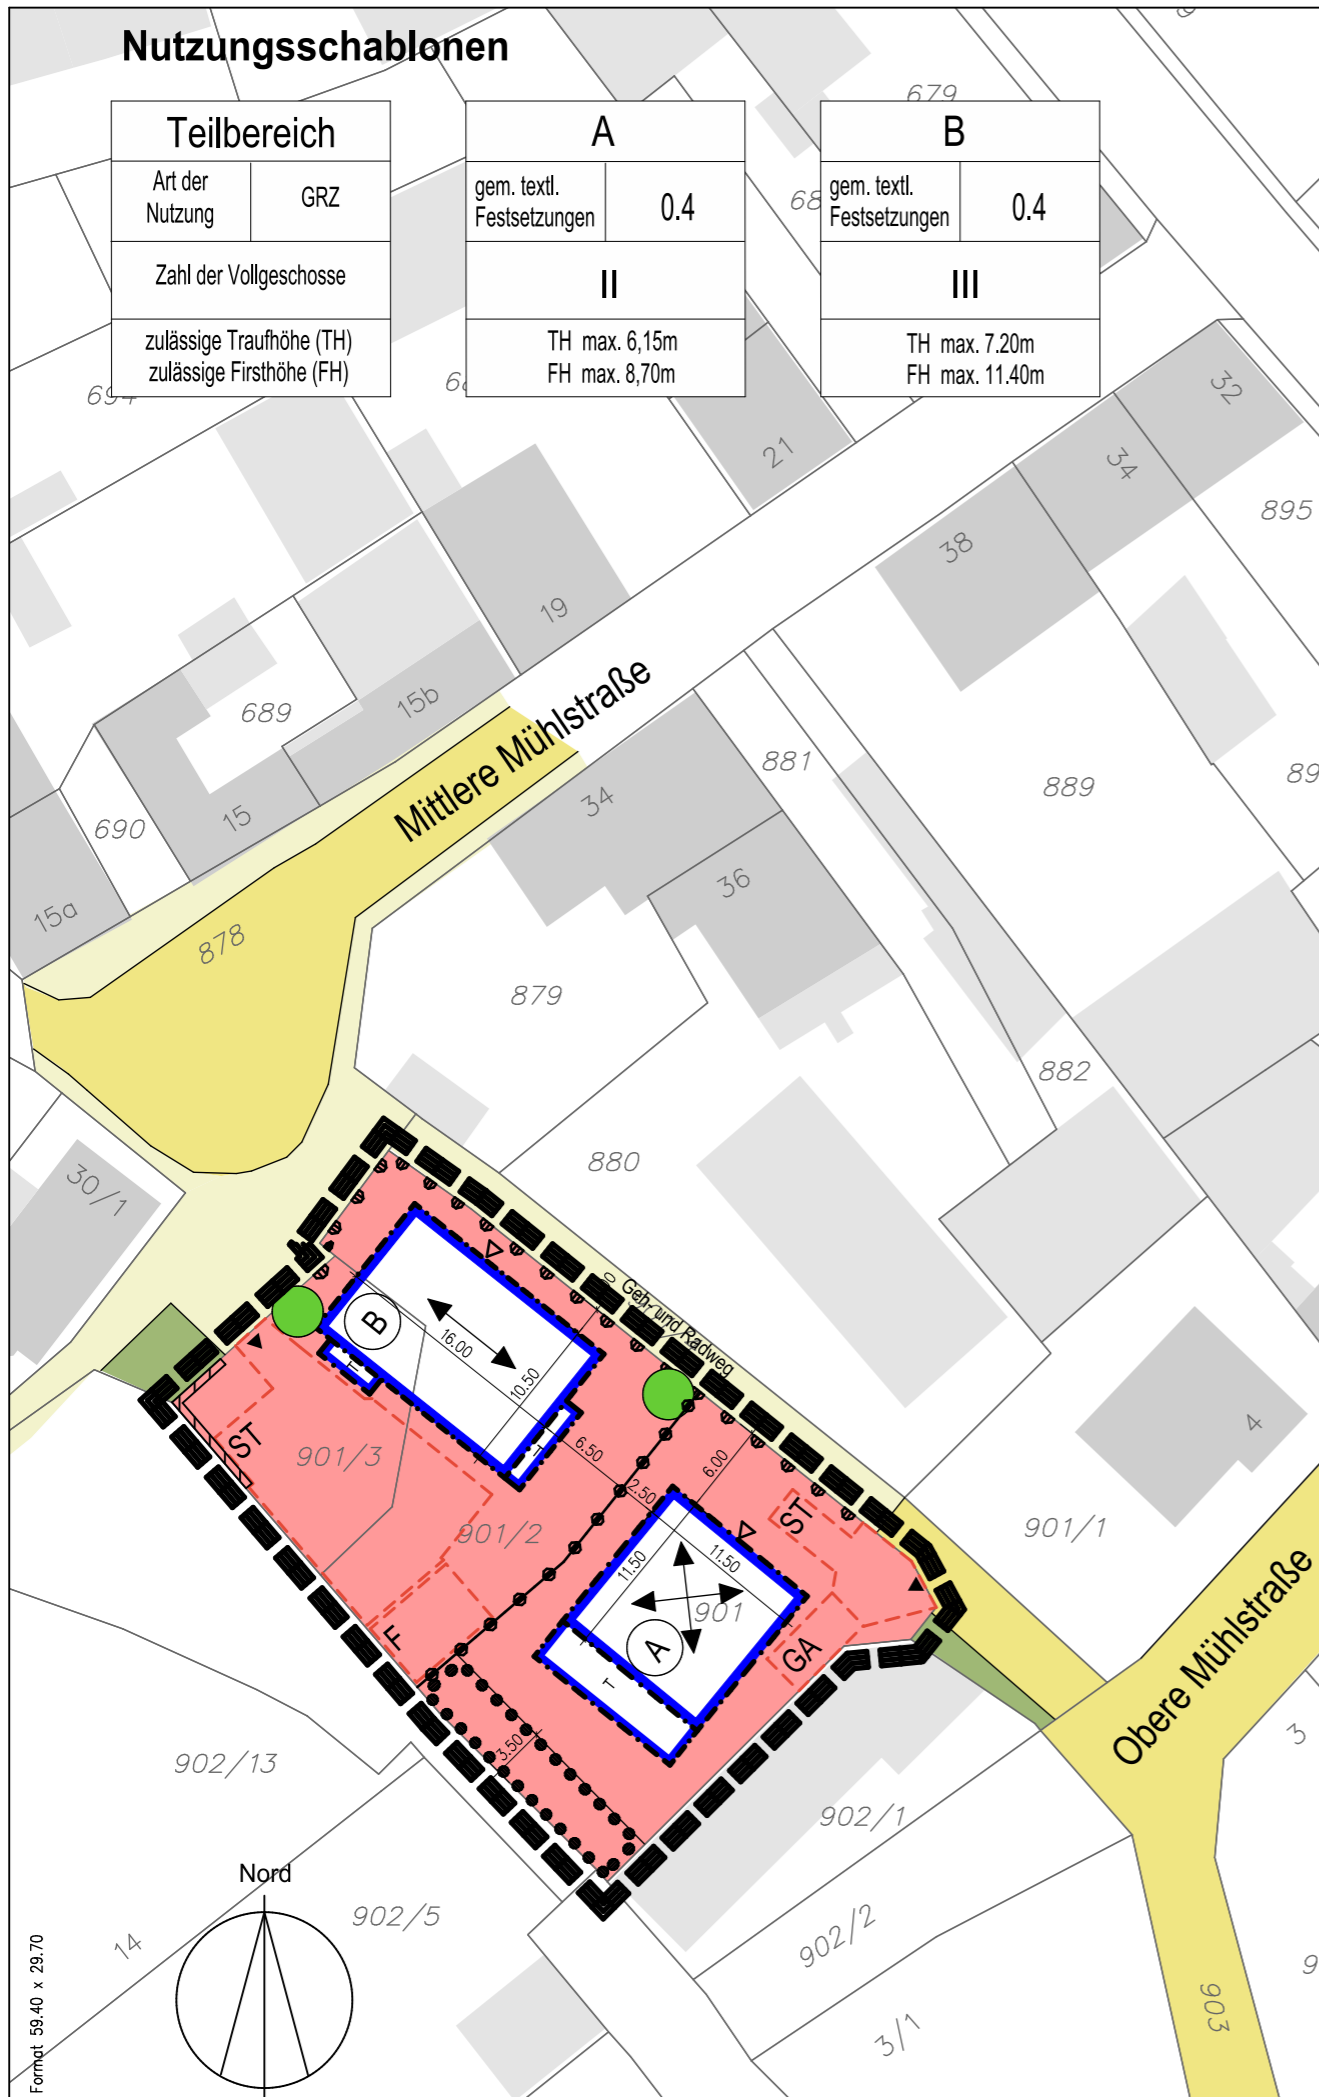 Nutzungsschablonen
Teilbereich
Art der
Nutzung
GRZ
Zahl der Vollgeschosse
zulässige Traufhöhe (TH)
zulässige Firsthöhe (FH)
A
gem. textl.
Festsetzungen
0.4
II
TH max. 6,15m
FH max. 8,70m
B
gem. textl.
Festsetzungen
0.4
III
TH max. 7.20m
FH max. 11.40m
679
694
21
32
34
38
895
19
15b
689
15
690
15a
Mittlere Mühlstraße
34
881
36
889
878
879
882
880
30/1
Geh- und Radweg
B
16.00
10.50
T
T
ST
901/3
6.50
2.50
6.00
901/2
ST
11.50
11.50
901
A
T
GA
F
3.50
4
901/1
Obere Mühlstraße
3
902/13
902/1
902/5
902/2
14
3/1
903
Nord
Format 59.40 x 29.70